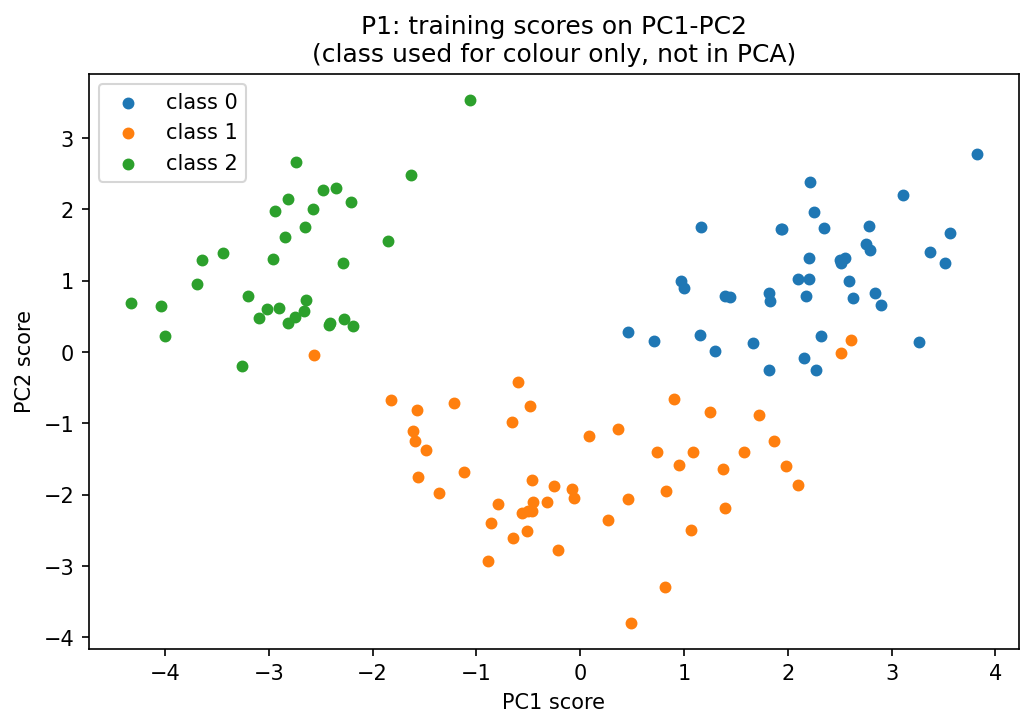 P1: training scores on PC1-PC2
(class used for colour only, not in PCA)
class 0
class 1
class 2
PC2 score
3
2
1
0
−1
−2
−3
−4
−4
−3
−2
−1
0
1
2
3
4
PC1 score